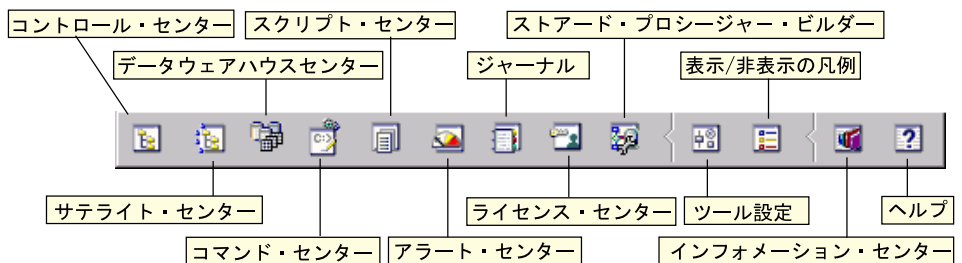 コントロール・センター
スクリプト・センター
ストアード・プロシージャー・ビルダー
データウェアハウスセンター
ジャーナル
表示/非表示の凡例
サテライト・センター
ライセンス・センター
ツール設定
ヘルプ
コマンド・センター
アラート・センター
インフォメーション・センター